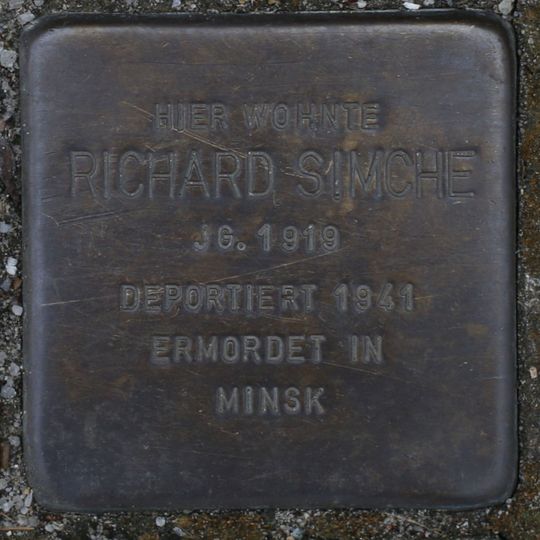 HIER WOHNTE
RICHARD SIMCHE
JG. 1919
DEPORTIERT 1941
ERMORDET IN
MINSK